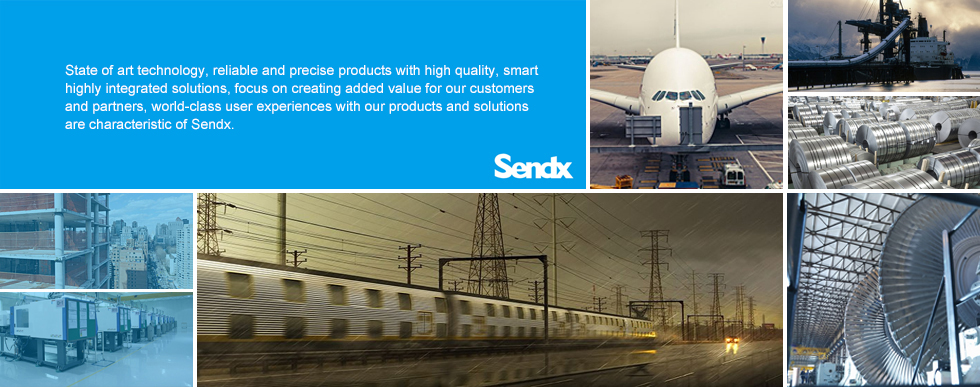 State of art technology, reliable and precise products with high quality, smart
highly integrated solutions, focus on creating added value for our customers
and partners, world-class user experiences with our products and solutions
are characteristic of Sendx.
Sendx